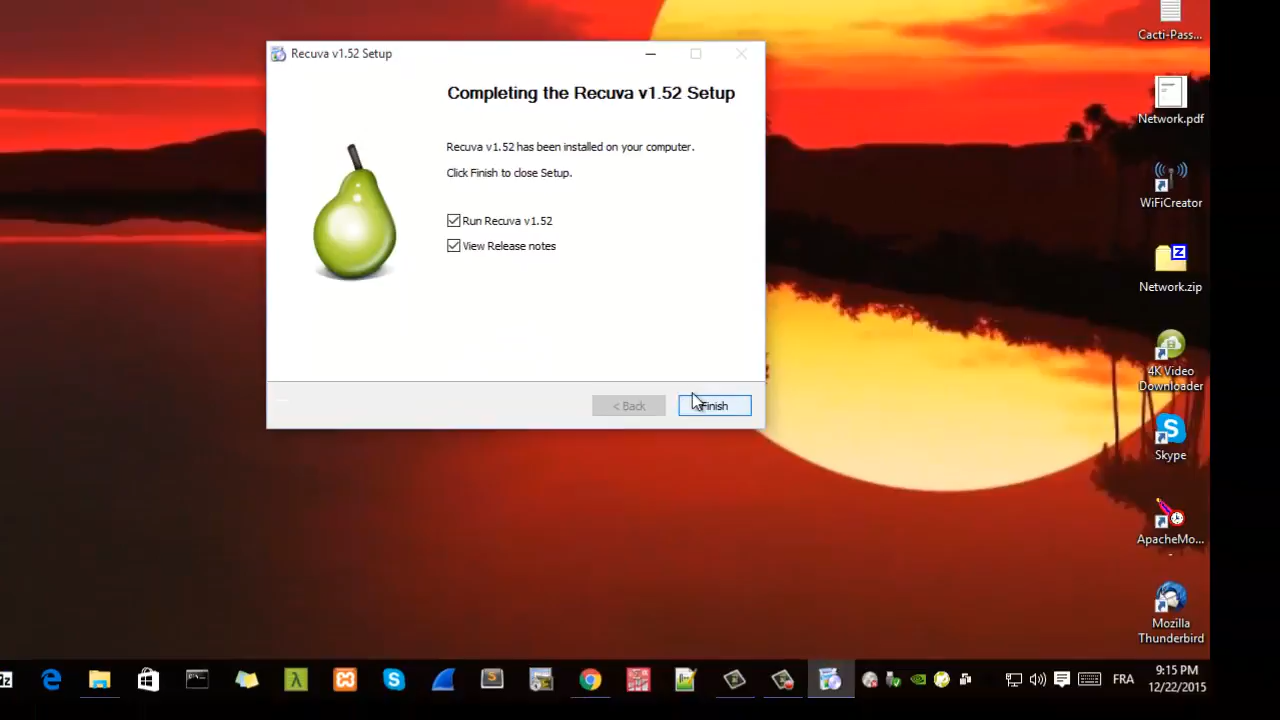 Recuva v1.52 Setup
Completing the Recuva v1.52 Setup
Recuva v1.52 has been installed on your computer.
Click Finish to close Setup.
Run Recuva v1.52
View Release notes
< Back
Finish
Cacti-Pass...
Network.pdf
WiFiCreator
Network.zip
4K Video
Downloader
Skype
ApacheMo...
Mozilla
Thunderbird
FRA
9:15 PM
12/22/2015